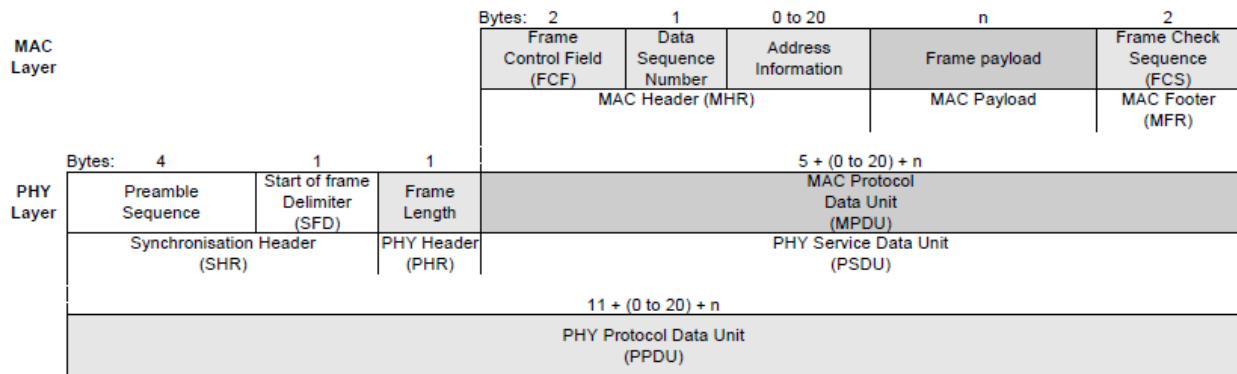 Bytes: 2 1 0 to 20 n 2
MAC
Layer
Frame
Control Field
(FCF)
Data
Sequence
Number
Address
Information
Frame payload
Frame Check
Sequence
(FCS)
MAC Header (MHR)
MAC Payload
MAC Footer
(MFR)
Bytes: 4 1 1 5 + (0 to 20) + n
PHY
Layer
Preamble
Sequence
Start of frame
Delimiter
(SFD)
Frame
Length
MAC Protocol
Data Unit
(MPDU)
Synchronisation Header
(SHR)
PHY Header
(PHR)
PHY Service Data Unit
(PSDU)
11 + (0 to 20) + n
PHY Protocol Data Unit
(PPDU)